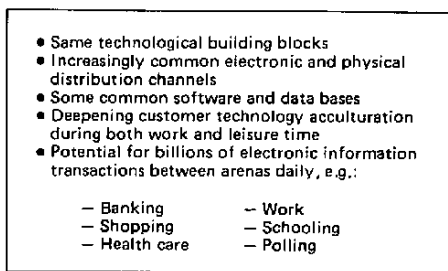 • Same technological building blocks
• Increasingly common electronic and physical
distribution channels
• Some common software and data bases
• Deepening customer technology acculturation
during both work and leisure time
• Potential for billions of electronic information
transactions between arenas daily, e.g.:
— Banking — Work
— Shopping — Schooling
— Health care — Polling